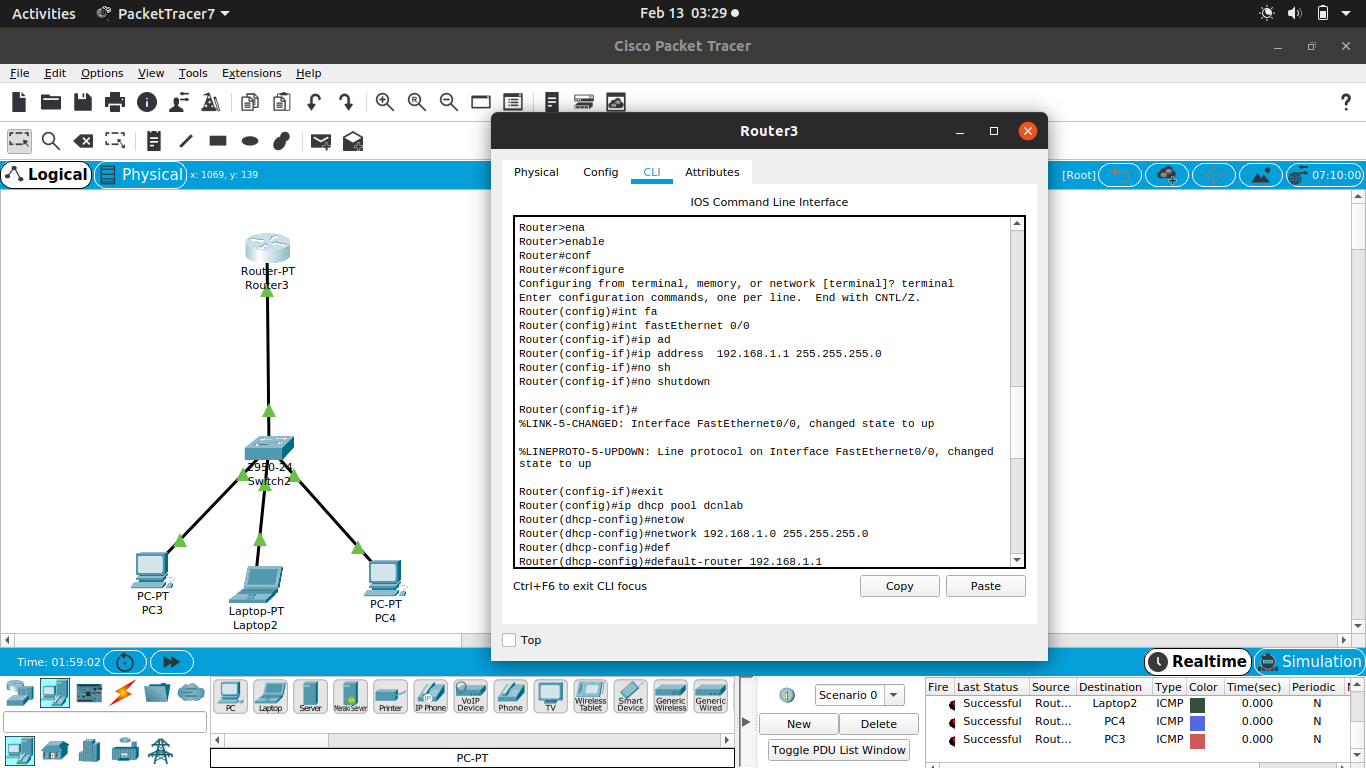 Activities PacketTracer7 Feb 13 03:29
Cisco Packet Tracer
File Edit Options View Tools Extensions Help
?
Logical Physical x: 1069, y: 139 [Root] 07:10:00
Router-PT
Router3
2950-24
Switch2
PC-PT
PC3
Laptop-PT
Laptop2
PC-PT
PC4
Router3
Physical Config CLI Attributes
IOS Command Line Interface
Router>ena
Router>enable
Router#conf
Router#configure
Configuring from terminal, memory, or network [terminal]? terminal
Enter configuration commands, one per line.  End with CNTL/Z.
Router(config)#int fa
Router(config)#int fastEthernet 0/0
Router(config-if)#ip ad
Router(config-if)#ip address  192.168.1.1 255.255.255.0
Router(config-if)#no sh
Router(config-if)#no shutdown
Router(config-if)#
%LINK-5-CHANGED: Interface FastEthernet0/0, changed state to up
%LINEPROTO-5-UPDOWN: Line protocol on Interface FastEthernet0/0, changed
state to up
Router(config-if)#exit
Router(config)#ip dhcp pool dcnlab
Router(dhcp-config)#netow
Router(dhcp-config)#network 192.168.1.0 255.255.255.0
Router(dhcp-config)#def
Router(dhcp-config)#default-router 192.168.1.1
Ctrl+F6 to exit CLI focus Copy Paste
Top
Time: 01:59:02 Realtime Simulation
PC Laptop Server Meraki Server Printer IP Phone VoIP Device Phone TV Wireless Tablet Smart Device Generic Wireless Generic Wired
PC-PT
Scenario 0
New Delete
Toggle PDU List Window
Fire Last Status Source Destination Type Color Time(sec) Periodic
Successful Rout... Laptop2 ICMP 0.000 N
Successful Rout... PC4 ICMP 0.000 N
Successful Rout... PC3 ICMP 0.000 N